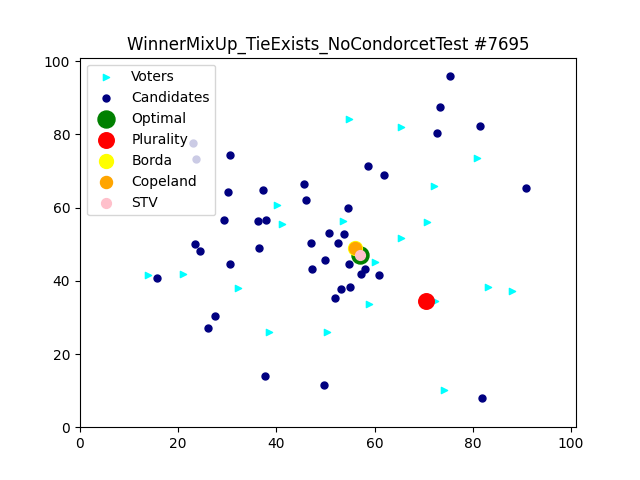 WinnerMixUp_TieExists_NoCondorcetTest #7695
100
80
60
40
20
0
Voters
Candidates
Optimal
Plurality
Borda
Copeland
STV
0 20 40 60 80 100